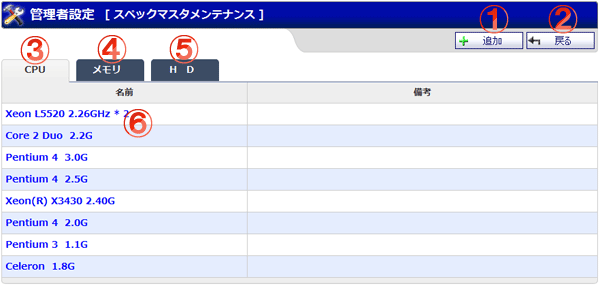 管理者設定 [ スペックマスタメンテナンス ]
① ②
追加 戻る
③ ④ ⑤
CPU メモリ H D
名前 備考
Xeon L5520 2.26GHz * 2
⑥
Core 2 Duo 2.2G
Pentium 4 3.0G
Pentium 4 2.5G
Xeon(R) X3430 2.40G
Pentium 4 2.0G
Pentium 3 1.1G
Celeron 1.8G